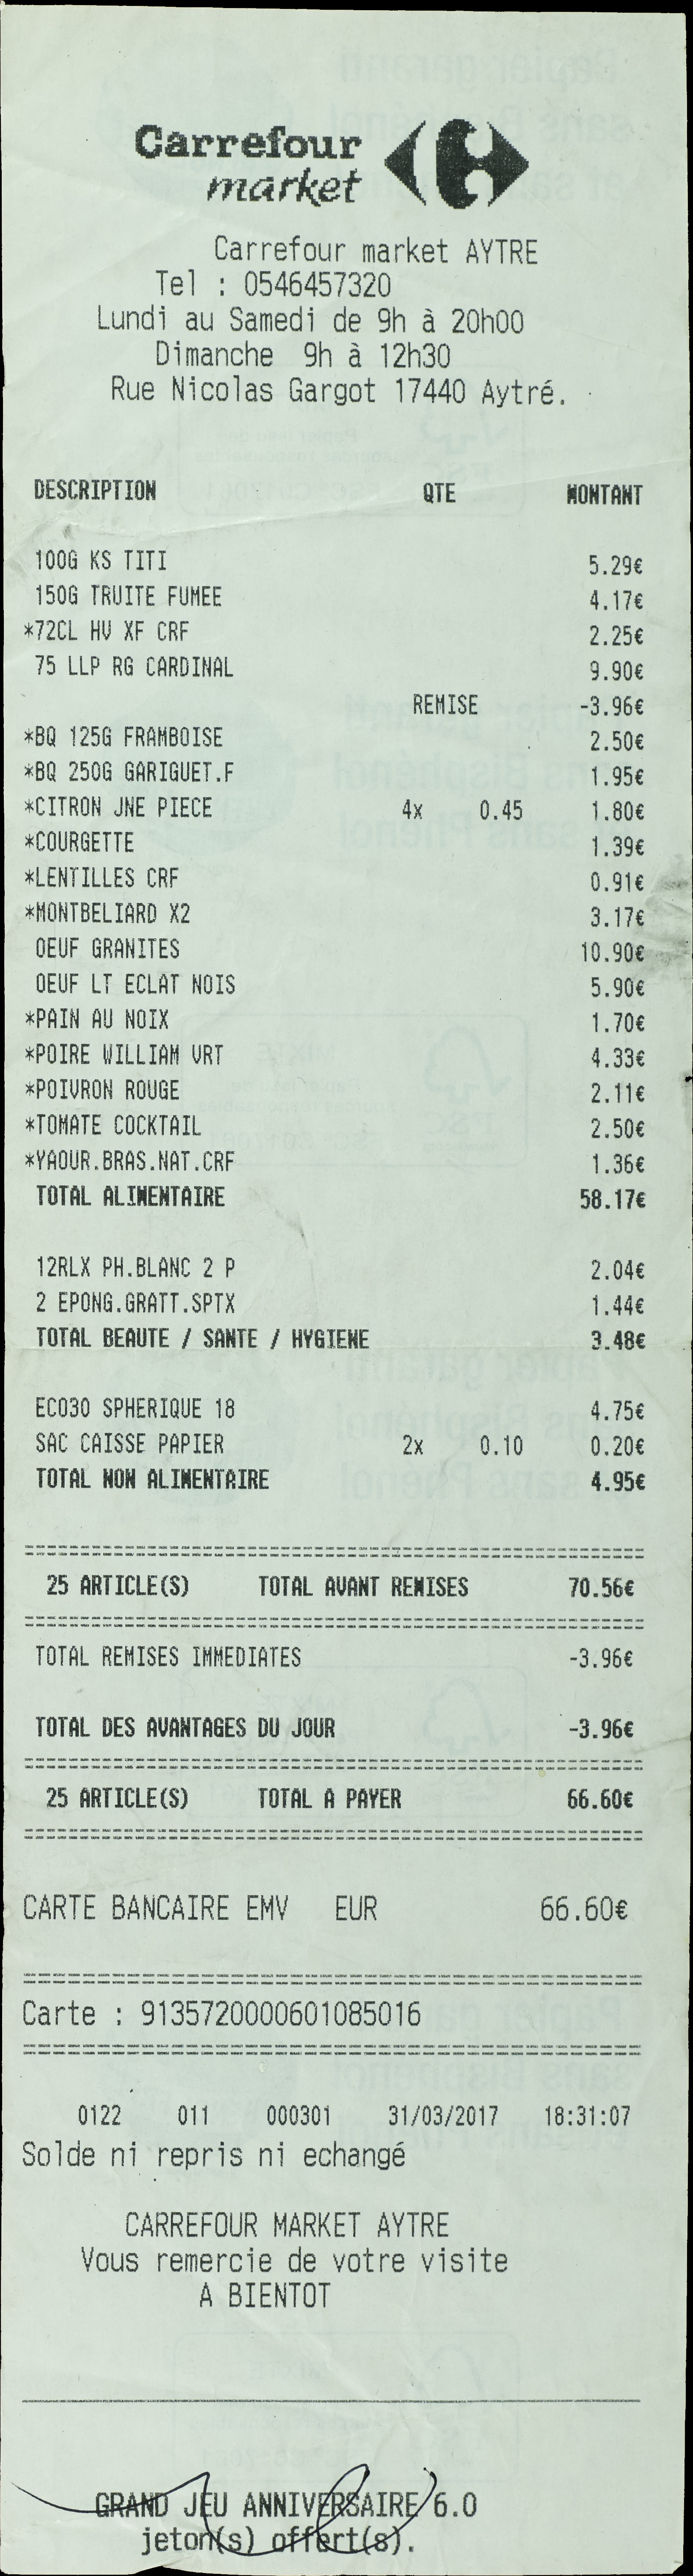 Carrefour
market
Carrefour market AYTRE
Tel : 0546457320
Lundi au Samedi de 9h à 20h00
Dimanche 9h à 12h30
Rue Nicolas Gargot 17440 Aytré.
DESCRIPTION QTE MONTANT
100G KS TITI 5.29€
150G TRUITE FUMEE 4.17€
*72CL HV XF CRF 2.25€
75 LLP RG CARDINAL 9.90€
REMISE -3.96€
*BQ 125G FRAMBOISE 2.50€
*BQ 250G GARIGUET.F 1.95€
*CITRON JNE PIECE 4x 0.45 1.80€
*COURGETTE 1.39€
*LENTILLES CRF 0.91€
*MONTBELIARD X2 3.17€
OEUF GRANITES 10.90€
OEUF LT ECLAT NOIS 5.90€
*PAIN AU NOIX 1.70€
*POIRE WILLIAM VRT 4.33€
*POIVRON ROUGE 2.11€
*TOMATE COCKTAIL 2.50€
*YAOUR.BRAS.NAT.CRF 1.36€
TOTAL ALIMENTAIRE 58.17€
12RLX PH.BLANC 2 P 2.04€
2 EPONG.GRATT.SPTX 1.44€
TOTAL BEAUTE / SANTE / HYGIENE 3.48€
ECO30 SPHERIQUE 18 4.75€
SAC CAISSE PAPIER 2x 0.10 0.20€
TOTAL NON ALIMENTAIRE 4.95€
25 ARTICLE(S) TOTAL AVANT REMISES 70.56€
TOTAL REMISES IMMEDIATES -3.96€
TOTAL DES AVANTAGES DU JOUR -3.96€
25 ARTICLE(S) TOTAL A PAYER 66.60€
CARTE BANCAIRE EMV EUR 66.60€
Carte : 9135720000601085016
0122 011 000301 31/03/2017 18:31:07
Solde ni repris ni echangé
CARREFOUR MARKET AYTRE
Vous remercie de votre visite
A BIENTOT
GRAND JEU ANNIVERSAIRE 6.0
jeton(s) offert(s).